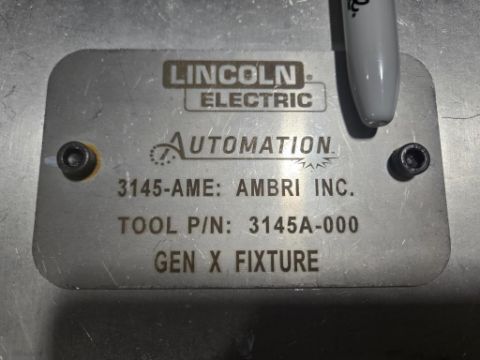 LINCOLN
ELECTRIC
AUTOMATION
3145-AME: AMBRI INC.
TOOL P/N: 3145A-000
GEN X FIXTURE